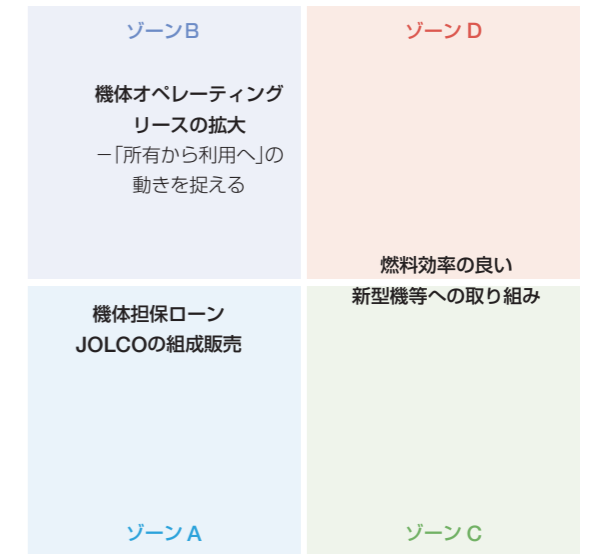 ゾーンB
機体オペレーティング
リースの拡大
−「所有から利用へ」の
動きを捉える
ゾーン D
燃料効率の良い
新型機等への取り組み
機体担保ローン
JOLCOの組成販売
ゾーン A
ゾーン C